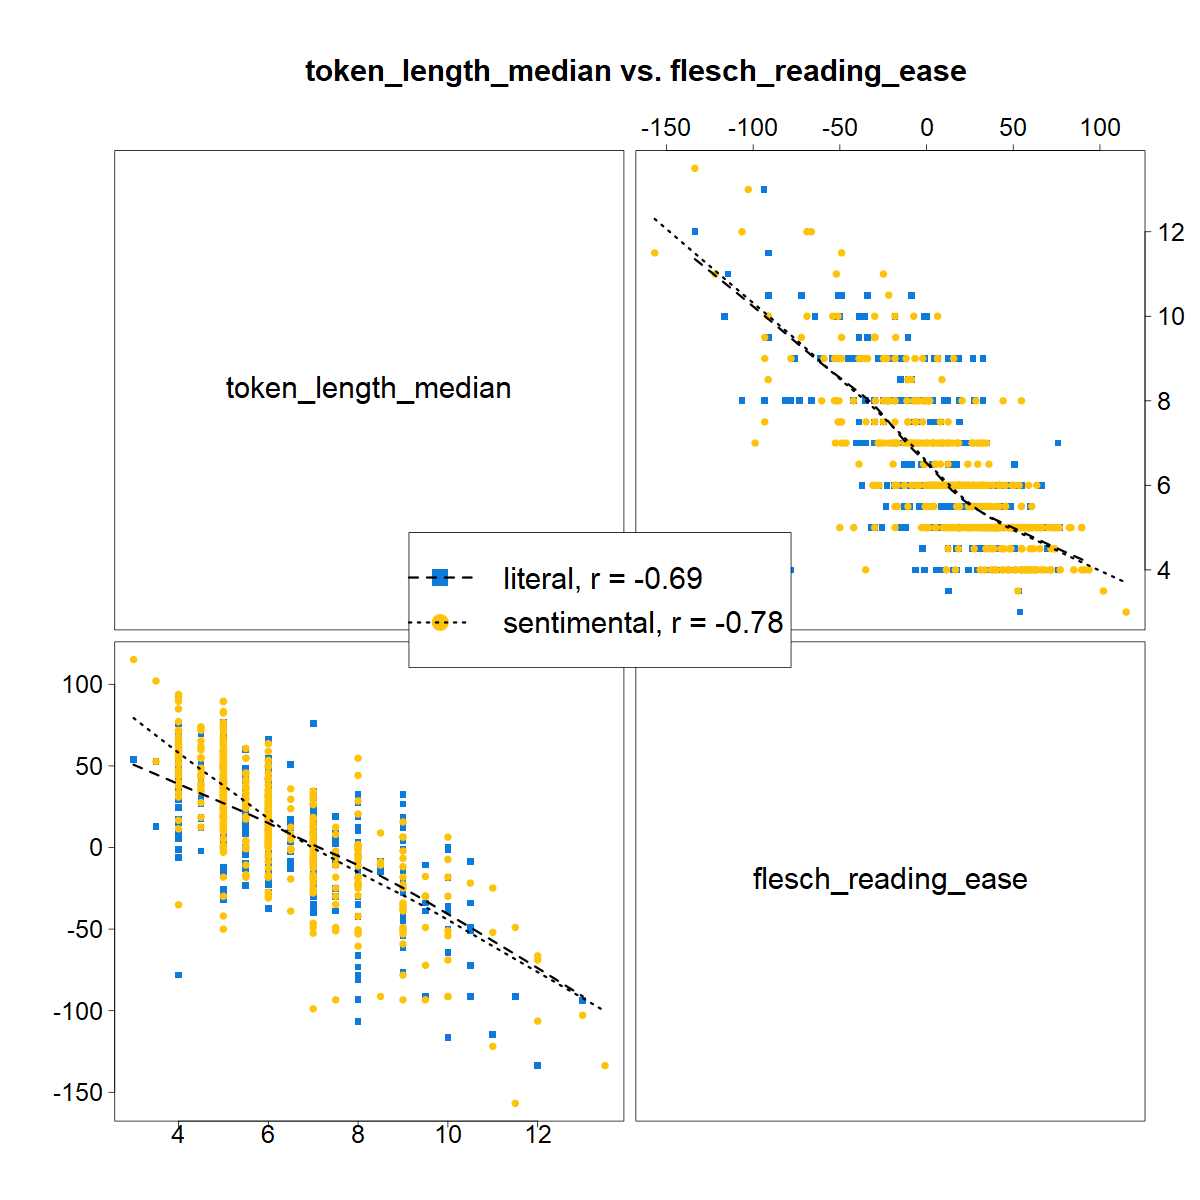 token_length_median vs. flesch_reading_ease
-150 -100 -50 0 50 100
token_length_median
12
10
8
6
4
literal, r = -0.69
sentimental, r = -0.78
100
50
0
-50
-100
-150
flesch_reading_ease
4 6 8 10 12